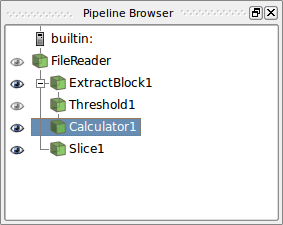 Pipeline Browser
builtin:
FileReader
ExtractBlock1
Threshold1
Calculator1
Slice1